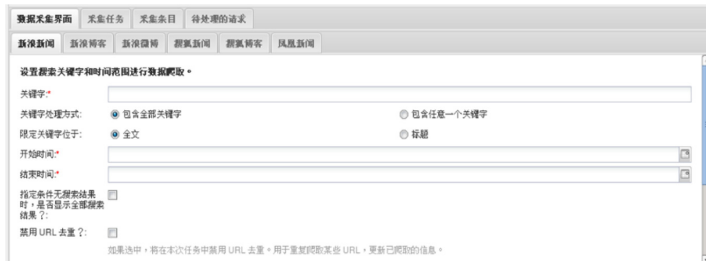 数据采集界面 采集任务 采集条目 待处理的请求
新浪新闻 新浪博客 新浪微博 搜狐新闻 搜狐博客 凤凰新闻
设置搜索关键字和时间范围进行数据爬取。
关键字:*
关键字处理方式: 包含全部关键字 包含任意一个关键字
限定关键字位于: 全文 标题
开始时间:*
结束时间:*
指定条件无搜索结果
时，是否显示全部搜索
结果？:
禁用 URL 去重？:
如果选中，将在本次任务中禁用 URL 去重。用于重复爬取某些 URL，更新已爬取的信息。